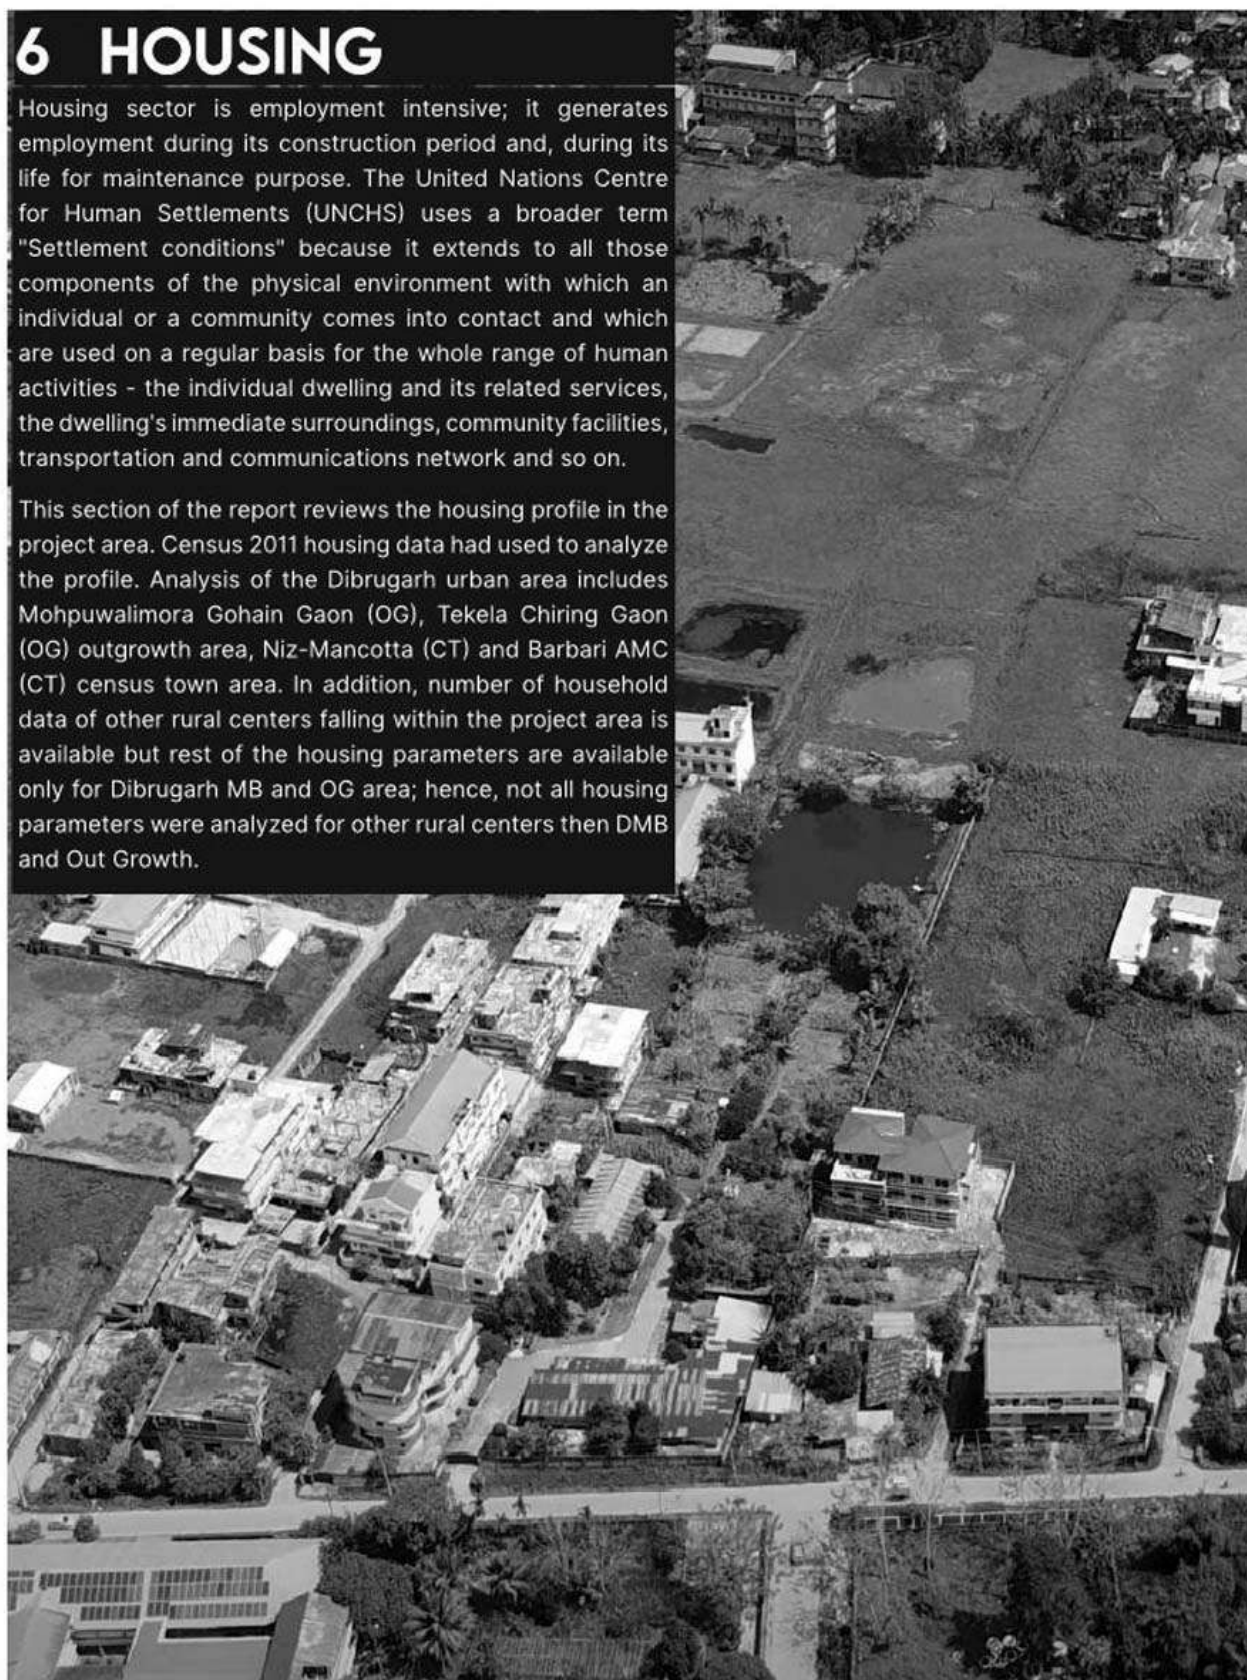 6 HOUSING
Housing sector is employment intensive; it generates
employment during its construction period and, during its
life for maintenance purpose. The United Nations Centre
for Human Settlements (UNCHS) uses a broader term
"Settlement conditions" because it extends to all those
components of the physical environment with which an
individual or a community comes into contact and which
are used on a regular basis for the whole range of human
activities - the individual dwelling and its related services,
the dwelling's immediate surroundings, community facilities,
transportation and communications network and so on.
This section of the report reviews the housing profile in the
project area. Census 2011 housing data had used to analyze
the profile. Analysis of the Dibrugarh urban area includes
Mohpuwalimora Gohain Gaon (OG), Tekela Chiring Gaon
(OG) outgrowth area, Niz-Mancotta (CT) and Barbari AMC
(CT) census town area. In addition, number of household
data of other rural centers falling within the project area is
available but rest of the housing parameters are available
only for Dibrugarh MB and OG area; hence, not all housing
parameters were analyzed for other rural centers then DMB
and Out Growth.